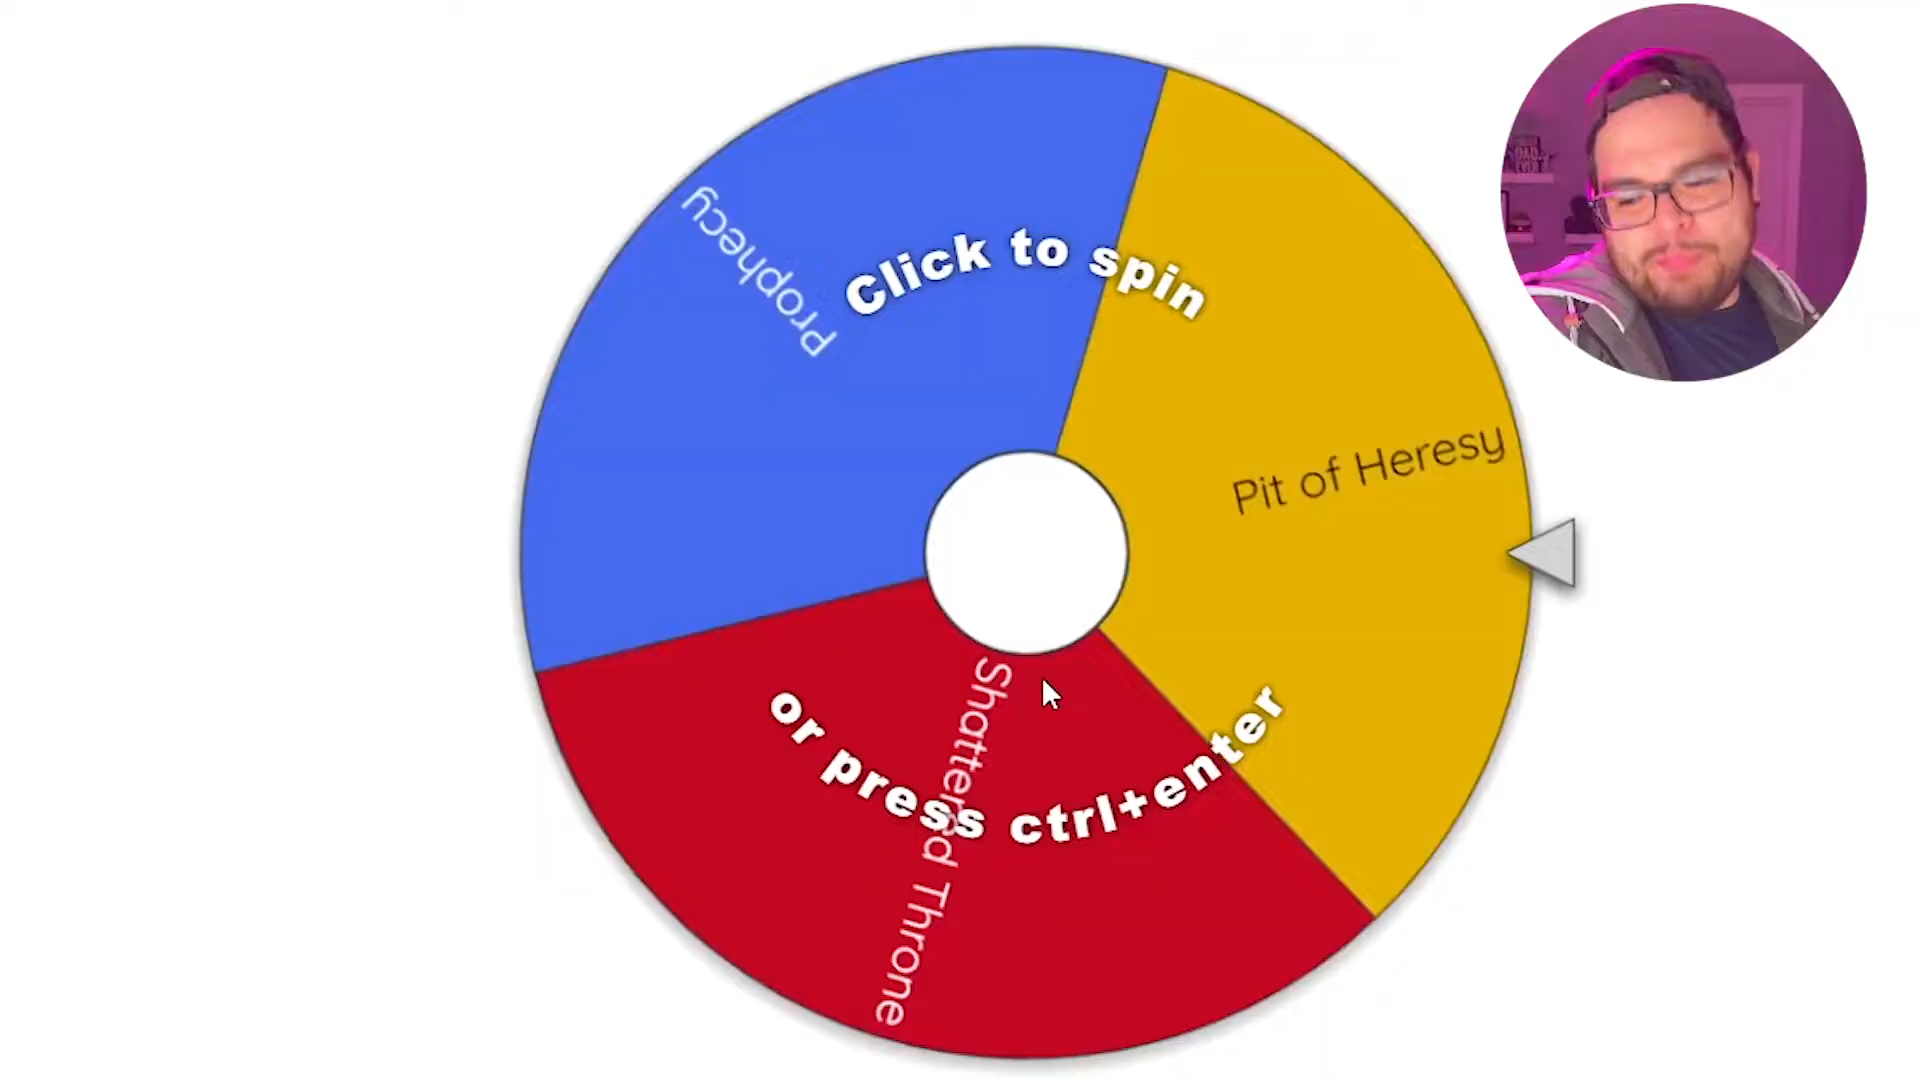 Click to spin
Prophecy
Pit of Heresy
or press ctrl+enter
Shattered Throne